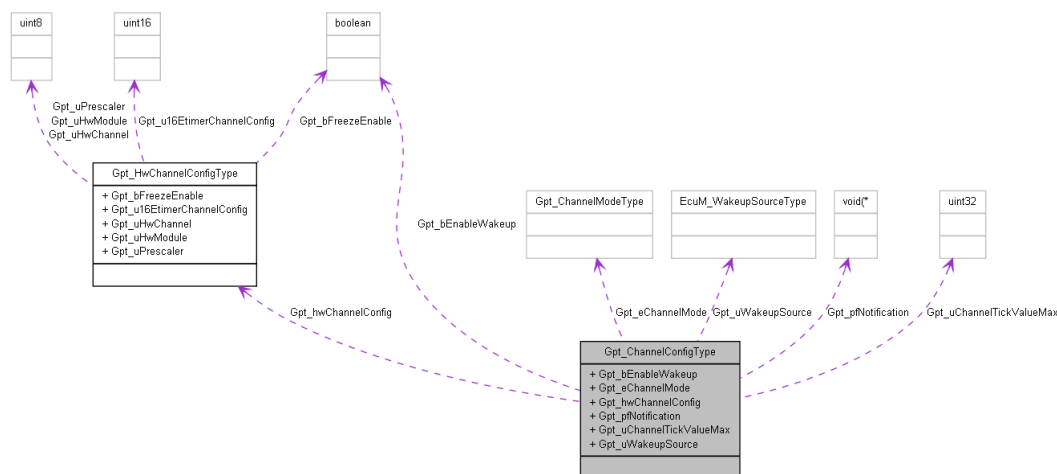 uint8
uint16
boolean
Gpt_uPrescaler
Gpt_uHwModule
Gpt_uHwChannel
Gpt_u16EtimerChannelConfig
Gpt_bFreezeEnable
Gpt_HwChannelConfigType
+ Gpt_bFreezeEnable
+ Gpt_u16EtimerChannelConfig
+ Gpt_uHwChannel
+ Gpt_uHwModule
+ Gpt_uPrescaler
Gpt_bEnableWakeup
Gpt_ChannelModeType
EcuM_WakeupSourceType
void(*
uint32
Gpt_hwChannelConfig
Gpt_eChannelMode
Gpt_uWakeupSource
Gpt_pfNotification
Gpt_uChannelTickValueMax
Gpt_ChannelConfigType
+ Gpt_bEnableWakeup
+ Gpt_eChannelMode
+ Gpt_hwChannelConfig
+ Gpt_pfNotification
+ Gpt_uChannelTickValueMax
+ Gpt_uWakeupSource